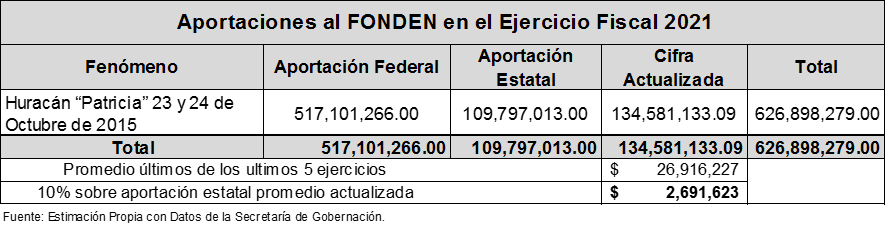 Aportaciones al FONDEN en el Ejercicio Fiscal 2021
Fenómeno Aportación Federal Aportación Estatal Cifra Actualizada Total
Huracán “Patricia” 23 y 24 de Octubre de 2015 517,101,266.00 109,797,013.00 134,581,133.09 626,898,279.00
Total 517,101,266.00 109,797,013.00 134,581,133.09 626,898,279.00
Promedio últimos de los ultimos 5 ejercicios $ 26,916,227
10% sobre aportación estatal promedio actualizada $ 2,691,623
Fuente: Estimación Propia con Datos de la Secretaría de Gobernación.